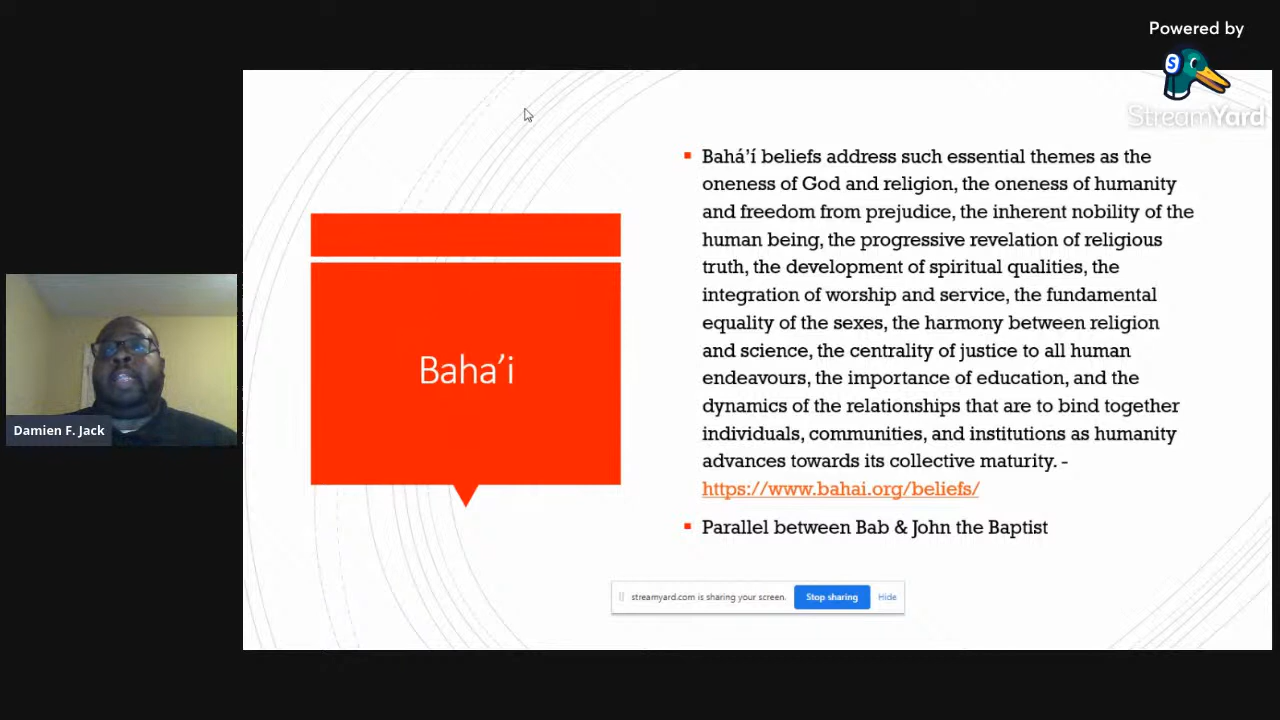 Powered by
StreamYard
Bahá’í beliefs address such essential themes as the
oneness of God and religion, the oneness of humanity
and freedom from prejudice, the inherent nobility of the
human being, the progressive revelation of religious
truth, the development of spiritual qualities, the
integration of worship and service, the fundamental
equality of the sexes, the harmony between religion
and science, the centrality of justice to all human
endeavours, the importance of education, and the
dynamics of the relationships that are to bind together
individuals, communities, and institutions as humanity
advances towards its collective maturity. -
https://www.bahai.org/beliefs/
Parallel between Bab & John the Baptist
Baha’i
Damien F. Jack
streamyard.com is sharing your screen.
Stop sharing
Hide